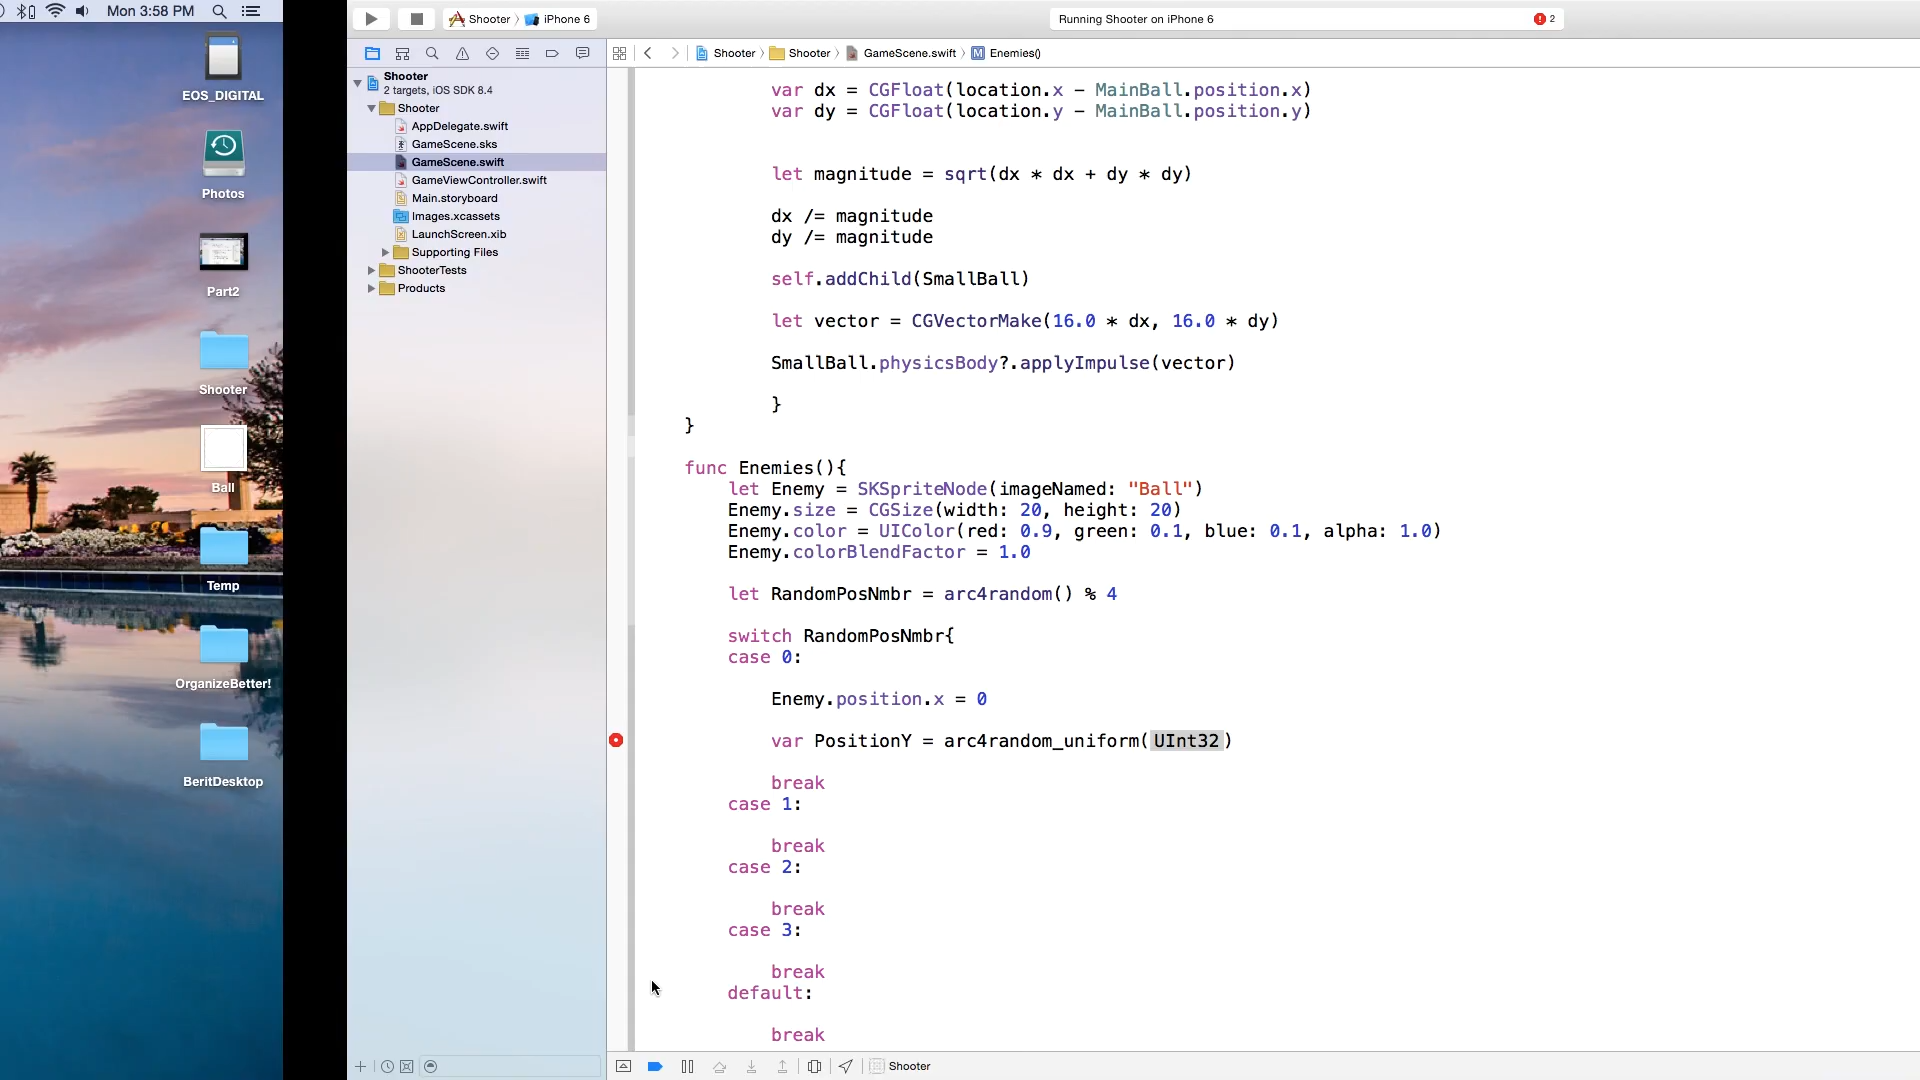 Mon 3:58 PM
EOS_DIGITAL
Photos
Part2
Shooter
Ball
Temp
OrganizeBetter!
BeritDesktop
Shooter
iPhone 6
Running Shooter on iPhone 6
2
Shooter
Shooter
GameScene.swift
M
Enemies()
Shooter
2 targets, iOS SDK 8.4
Shooter
AppDelegate.swift
GameScene.sks
GameScene.swift
GameViewController.swift
Main.storyboard
Images.xcassets
LaunchScreen.xib
Supporting Files
ShooterTests
Products
var dx = CGFloat(location.x - MainBall.position.x)
var dy = CGFloat(location.y - MainBall.position.y)
let magnitude = sqrt(dx * dx + dy * dy)
dx /= magnitude
dy /= magnitude
self.addChild(SmallBall)
let vector = CGVectorMake(16.0 * dx, 16.0 * dy)
SmallBall.physicsBody?.applyImpulse(vector)
}
}
func Enemies(){
let Enemy = SKSpriteNode(imageNamed: "Ball")
Enemy.size = CGSize(width: 20, height: 20)
Enemy.color = UIColor(red: 0.9, green: 0.1, blue: 0.1, alpha: 1.0)
Enemy.colorBlendFactor = 1.0
let RandomPosNmbr = arc4random() % 4
switch RandomPosNmbr{
case 0:
Enemy.position.x = 0
var PositionY = arc4random_uniform(UInt32)
break
case 1:
break
case 2:
break
case 3:
break
default:
break
Shooter